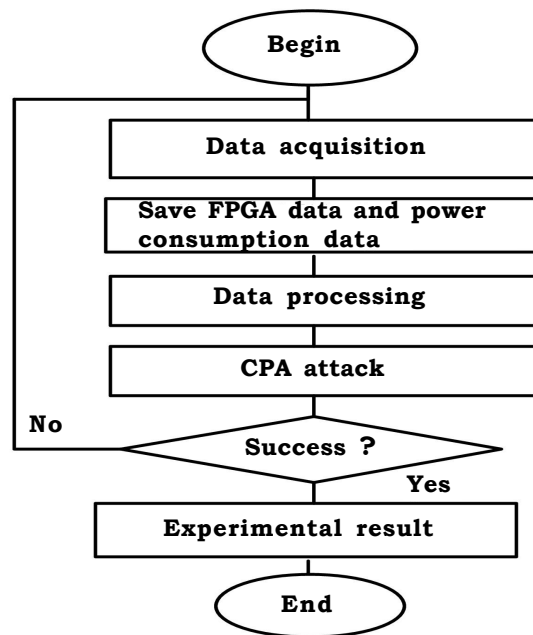 Begin
Data acquisition
Save FPGA data and power
consumption data
Data processing
CPA attack
No
Success ?
Yes
Experimental result
End